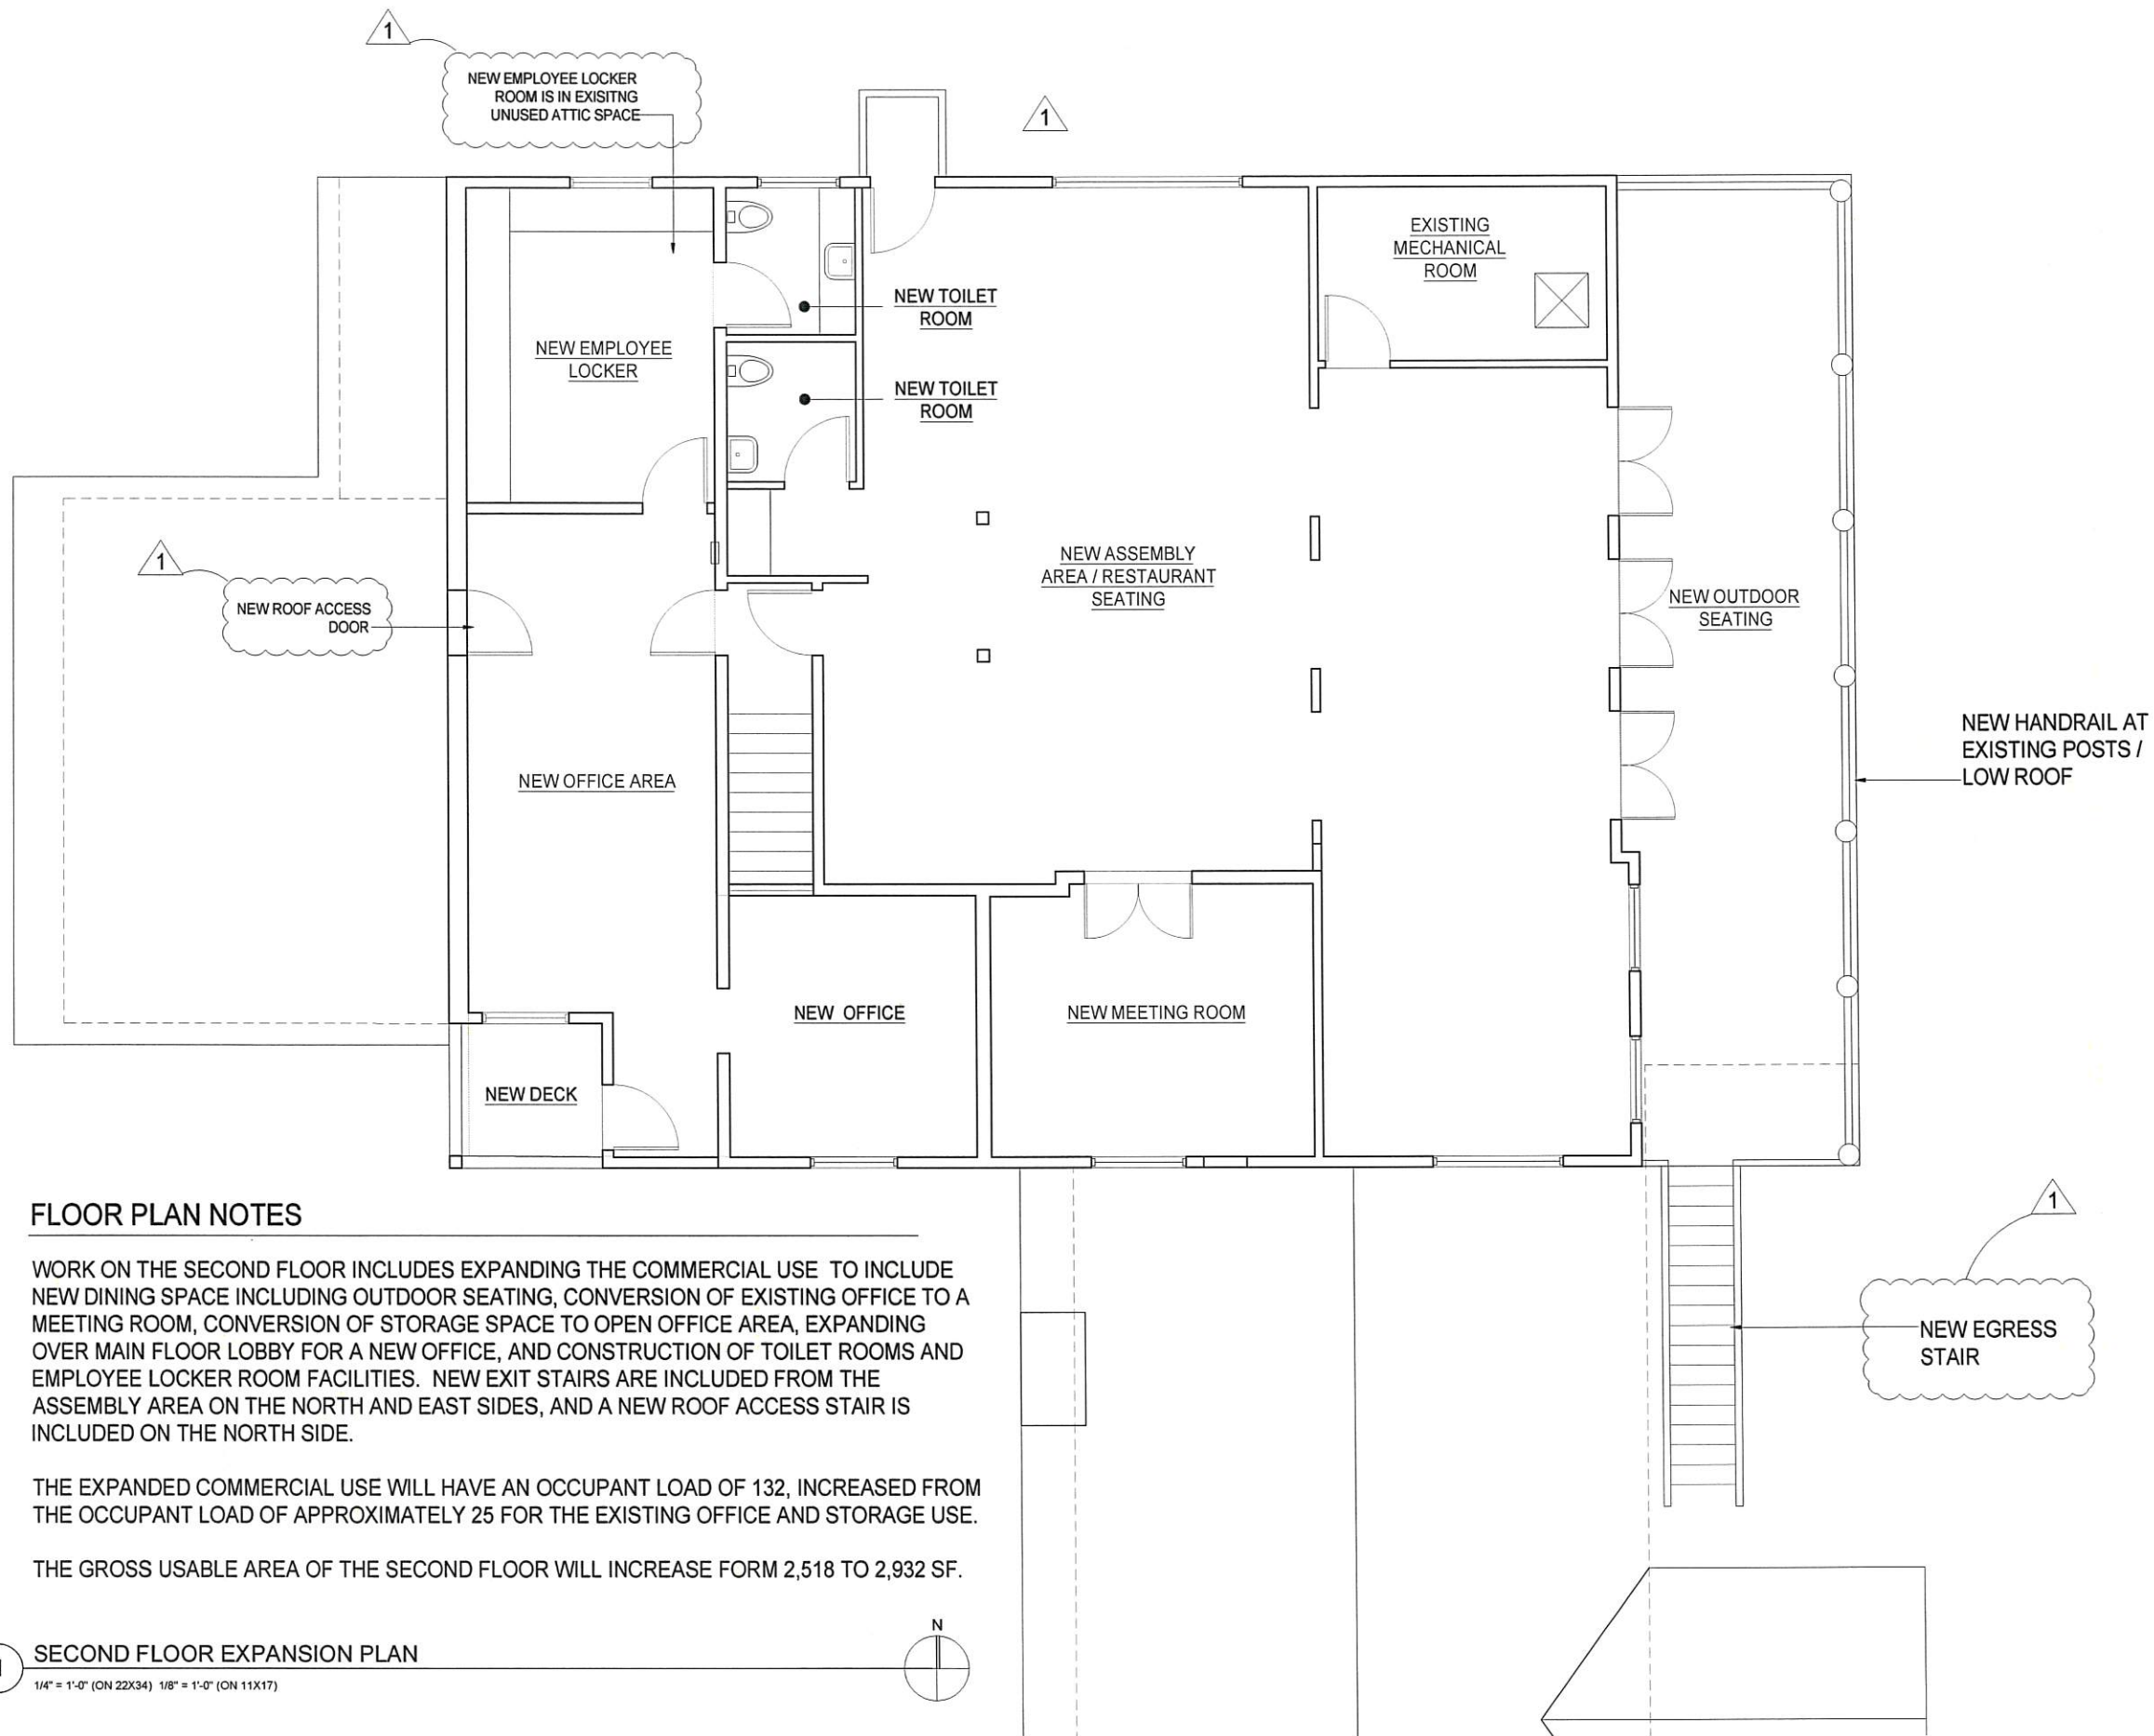 1
NEW EMPLOYEE LOCKER
ROOM IS IN EXISITNG
UNUSED ATTIC SPACE
1
EXISTING
MECHANICAL
ROOM
NEW TOILET
ROOM
NEW EMPLOYEE
LOCKER
NEW TOILET
ROOM
1
NEW ROOF ACCESS
DOOR
NEW ASSEMBLY
AREA / RESTAURANT
SEATING
NEW OUTDOOR
SEATING
NEW HANDRAIL AT
EXISTING POSTS /
LOW ROOF
NEW OFFICE AREA
NEW OFFICE
NEW MEETING ROOM
NEW DECK
1
NEW EGRESS
STAIR
FLOOR PLAN NOTES
WORK ON THE SECOND FLOOR INCLUDES EXPANDING THE COMMERCIAL USE TO INCLUDE
NEW DINING SPACE INCLUDING OUTDOOR SEATING, CONVERSION OF EXISTING OFFICE TO A
MEETING ROOM, CONVERSION OF STORAGE SPACE TO OPEN OFFICE AREA, EXPANDING
OVER MAIN FLOOR LOBBY FOR A NEW OFFICE, AND CONSTRUCTION OF TOILET ROOMS AND
EMPLOYEE LOCKER ROOM FACILITIES. NEW EXIT STAIRS ARE INCLUDED FROM THE
ASSEMBLY AREA ON THE NORTH AND EAST SIDES, AND A NEW ROOF ACCESS STAIR IS
INCLUDED ON THE NORTH SIDE.
THE EXPANDED COMMERCIAL USE WILL HAVE AN OCCUPANT LOAD OF 132, INCREASED FROM
THE OCCUPANT LOAD OF APPROXIMATELY 25 FOR THE EXISTING OFFICE AND STORAGE USE.
THE GROSS USABLE AREA OF THE SECOND FLOOR WILL INCREASE FORM 2,518 TO 2,932 SF.
N
SECOND FLOOR EXPANSION PLAN
1/4" = 1'-0" (ON 22X34) 1/8" = 1'-0" (ON 11X17)